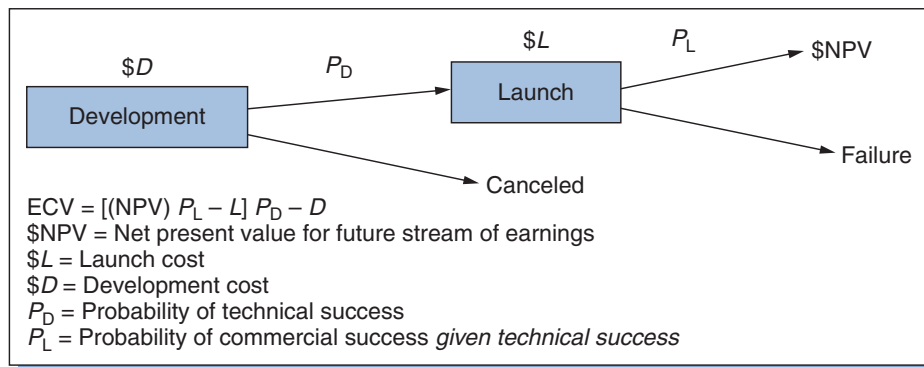 $D
P_D
$L
P_L
$NPV
Development
Launch
Canceled
Failure
ECV = [(NPV) P_L – L] P_D – D
$NPV = Net present value for future stream of earnings
$L = Launch cost
$D = Development cost
P_D = Probability of technical success
P_L = Probability of commercial success given technical success